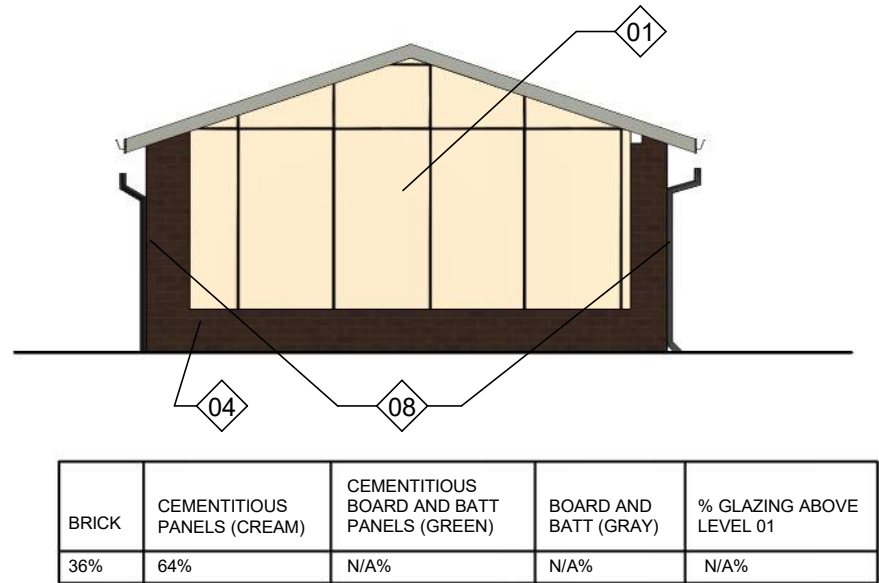 01
04
08
BRICK
CEMENTITIOUS
PANELS (CREAM)
CEMENTITIOUS
BOARD AND BATT
PANELS (GREEN)
BOARD AND
BATT (GRAY)
% GLAZING ABOVE
LEVEL 01
36%
64%
N/A%
N/A%
N/A%